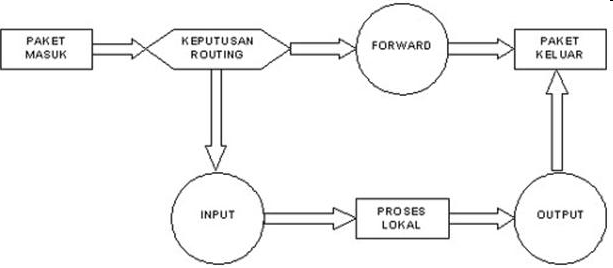 PAKET
MASUK
KEPUTUSAN
ROUTING
FORWARD
PAKET
KELUAR
INPUT
PROSES
LOKAL
OUTPUT